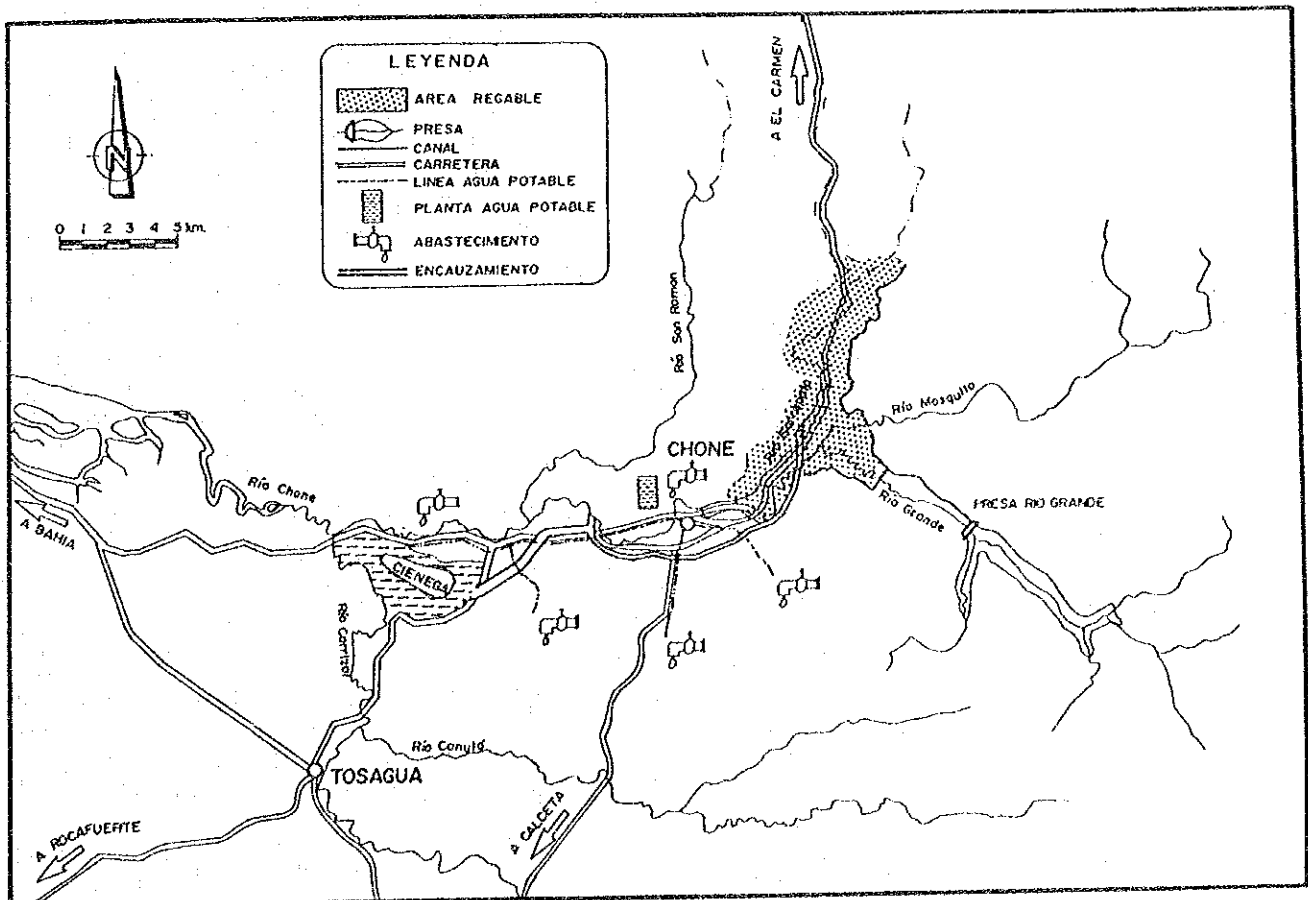 LEYENDA
AREA REGABLE
PRESA
CANAL
CARRETERA
LINEA AGUA POTABLE
PLANTA AGUA POTABLE
ABASTECIMIENTO
ENCAUZAMIENTO
N
0 1 2 3 4 5 km.
A EL CARMEN
Río San Ramon
Río Mosquito
CHONE
Río Grande
PRESA RIO GRANDE
Río Chone
A BAHIA
CIENEGA
Río Carrizal
Río Canuto
TOSAGUA
A ROCAFUERTE
A CALCETA